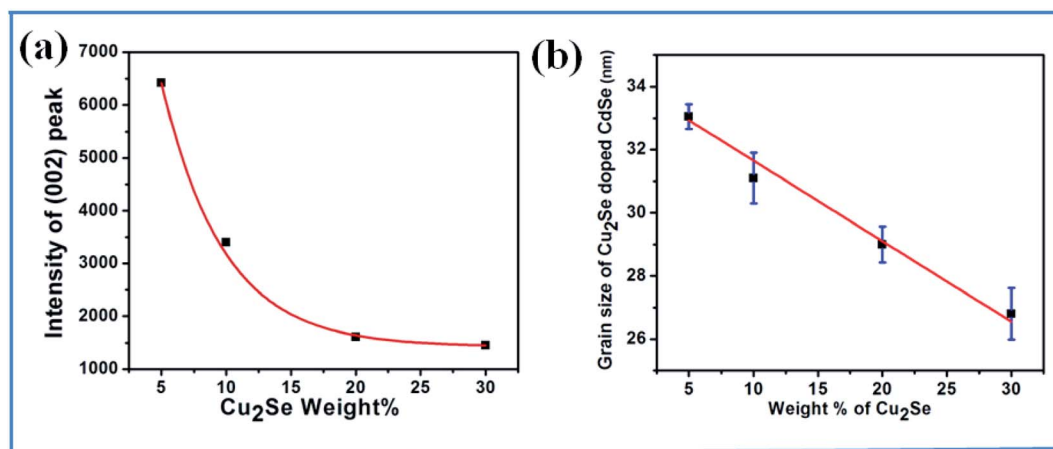 (a)
Intensity of (002) peak
7000
6000
5000
4000
3000
2000
1000
5 10 15 20 25 30
Cu₂Se Weight%
(b)
Grain size of Cu₂Se doped CdSe (nm)
34
32
30
28
26
5 10 15 20 25 30
Weight % of Cu₂Se